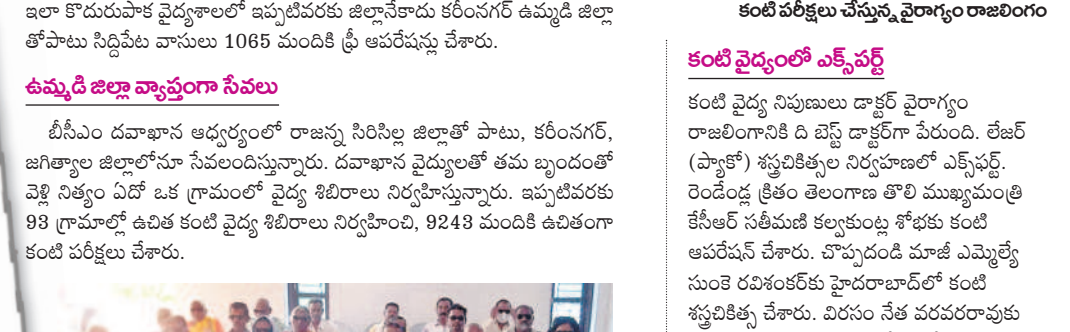 ఇలా కొదురుపాక వైద్యశాలలో ఇప్పటివరకు జిల్లానేకాదు కరీంనగర్ ఉమ్మడి జిల్లా
తోపాటు సిద్దిపేట వాసులు 1065 మందికి ఫ్రీ ఆపరేషన్లు చేశారు.
ఉమ్మడి జిల్లా వ్యాప్తంగా సేవలు
బీసీఎం దవాఖాన ఆధ్వర్యంలో రాజన్న సిరిసిల్ల జిల్లాతో పాటు, కరీంనగర్,
జగిత్యాల జిల్లాలోనూ సేవలందిస్తున్నారు. దవాఖాన వైద్యులతో తమ బృందంతో
వెళ్లి నిత్యం ఏదో ఒక గ్రామంలో వైద్య శిబిరాలు నిర్వహిస్తున్నారు. ఇప్పటివరకు
93 గ్రామాల్లో ఉచిత కంటి వైద్య శిబిరాలు నిర్వహించి, 9243 మందికి ఉచితంగా
కంటి పరీక్షలు చేశారు.
కంటి పరీక్షలు చేస్తున్న వైరాగ్యం రాజలింగం
కంటి వైద్యంలో ఎక్స్‌పర్ట్
కంటి వైద్య నిపుణులు డాక్టర్ వైరాగ్యం
రాజలింగానికి ది బెస్ట్ డాక్టర్‌గా పేరుంది. లేజర్
(ప్యాకో) శస్త్రచికిత్సల నిర్వహణలో ఎక్స్‌ఫర్ట్.
రెండేండ్ల క్రితం తెలంగాణ తొలి ముఖ్యమంత్రి
కేసీఆర్ సతీమణి కల్వకుంట్ల శోభకు కంటి
ఆపరేషన్ చేశారు. చొప్పదండి మాజీ ఎమ్మెల్యే
సుంకె రవిశంకర్‌కు హైదరాబాద్‌లో కంటి
శస్త్రచికిత్స చేశారు. విరసం నేత వరవరరావుకు